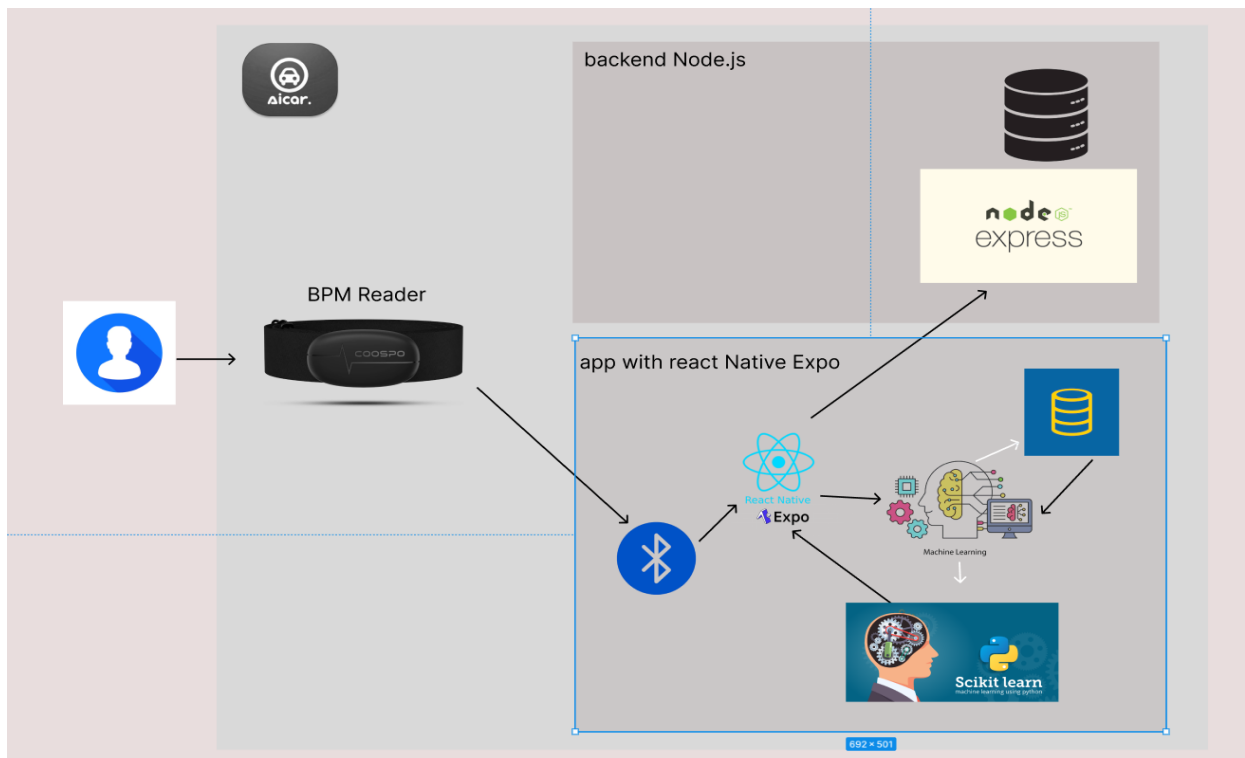 aicar.
backend Node.js
node JS
express
BPM Reader
COOSPO
app with react Native Expo
React Native
Expo
Machine Learning
Scikit learn
machine learning using python
692 × 501